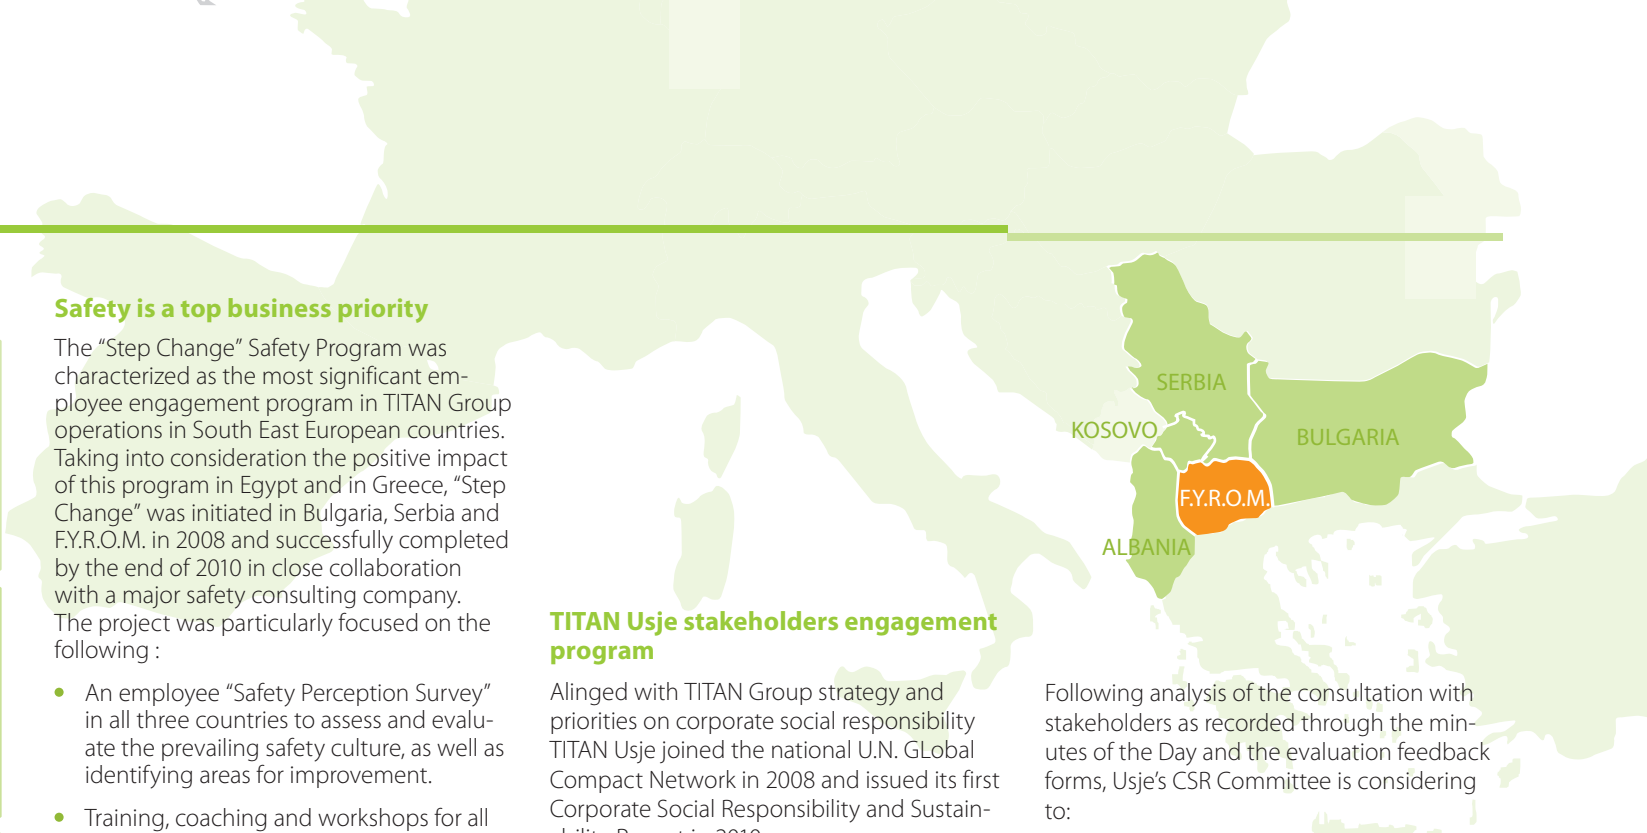 Safety is a top business priority
The “Step Change” Safety Program was
characterized as the most significant em-
ployee engagement program in TITAN Group
operations in South East European countries.
Taking into consideration the positive impact
of this program in Egypt and in Greece, “Step
Change” was initiated in Bulgaria, Serbia and
F.Y.R.O.M. in 2008 and successfully completed
by the end of 2010 in close collaboration
with a major safety consulting company.
The project was particularly focused on the
following :
• An employee “Safety Perception Survey”
in all three countries to assess and evalu-
ate the prevailing safety culture, as well as
identifying areas for improvement.
• Training, coaching and workshops for all
TITAN Usje stakeholders engagement
program
Alinged with TITAN Group strategy and
priorities on corporate social responsibility
TITAN Usje joined the national U.N. GLobal
Compact Network in 2008 and issued its first
Corporate Social Responsibility and Sustain-
ability Report in 2010
SERBIA
KOSOVO
BULGARIA
F.Y.R.O.M.
ALBANIA
Following analysis of the consultation with
stakeholders as recorded through the min-
utes of the Day and the evaluation feedback
forms, Usje’s CSR Committee is considering
to: